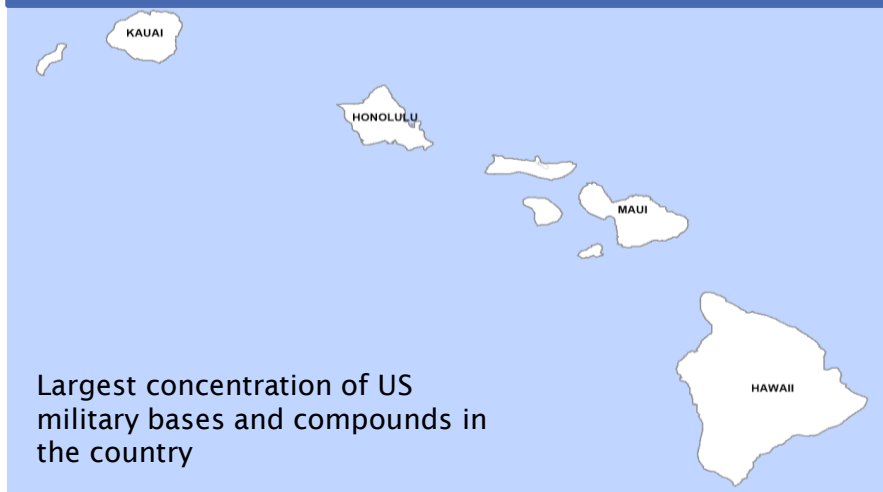 KAUAI
HONOLULU
MAUI
HAWAII
Largest concentration of US
military bases and compounds in
the country